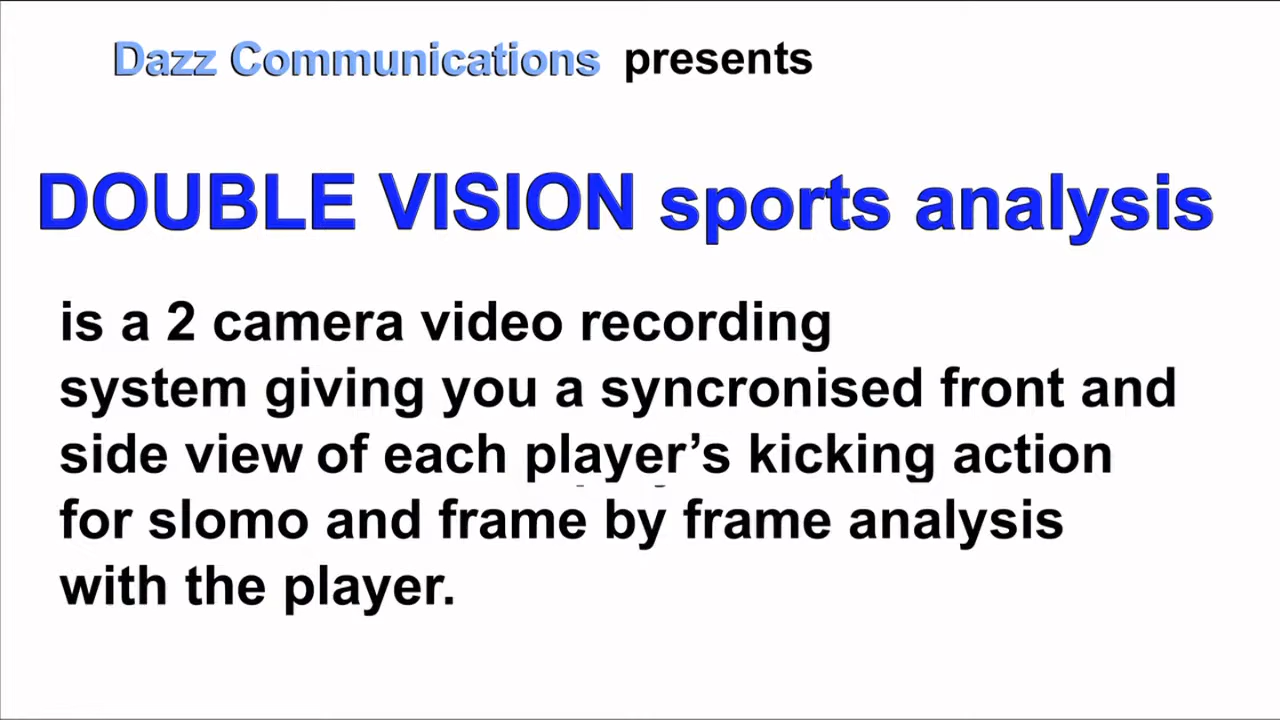 Dazz Communications presents
DOUBLE VISION sports analysis
is a 2 camera video recording
system giving you a syncronised front and
side view of each player’s kicking action
for slomo and frame by frame analysis
with the player.